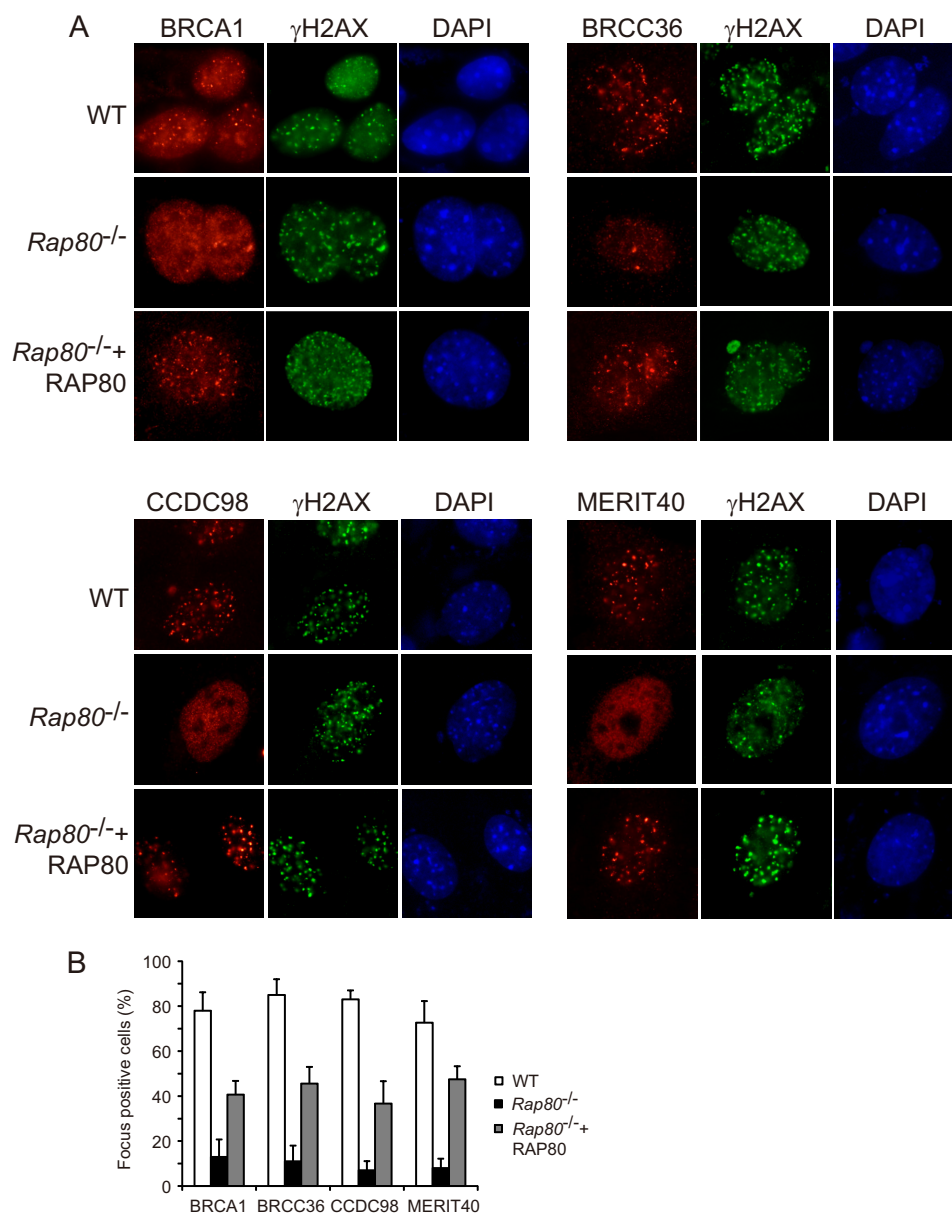 A
BRCA1 γH2AX DAPI
BRCC36 γH2AX DAPI
WT
Rap80-/-
Rap80-/-+
RAP80
CCDC98 γH2AX DAPI
MERIT40 γH2AX DAPI
WT
Rap80-/-
Rap80-/-+
RAP80
B
Focus positive cells (%)
100
80
60
40
20
0
BRCA1 BRCC36 CCDC98 MERIT40
WT
Rap80-/-
Rap80-/-+
RAP80